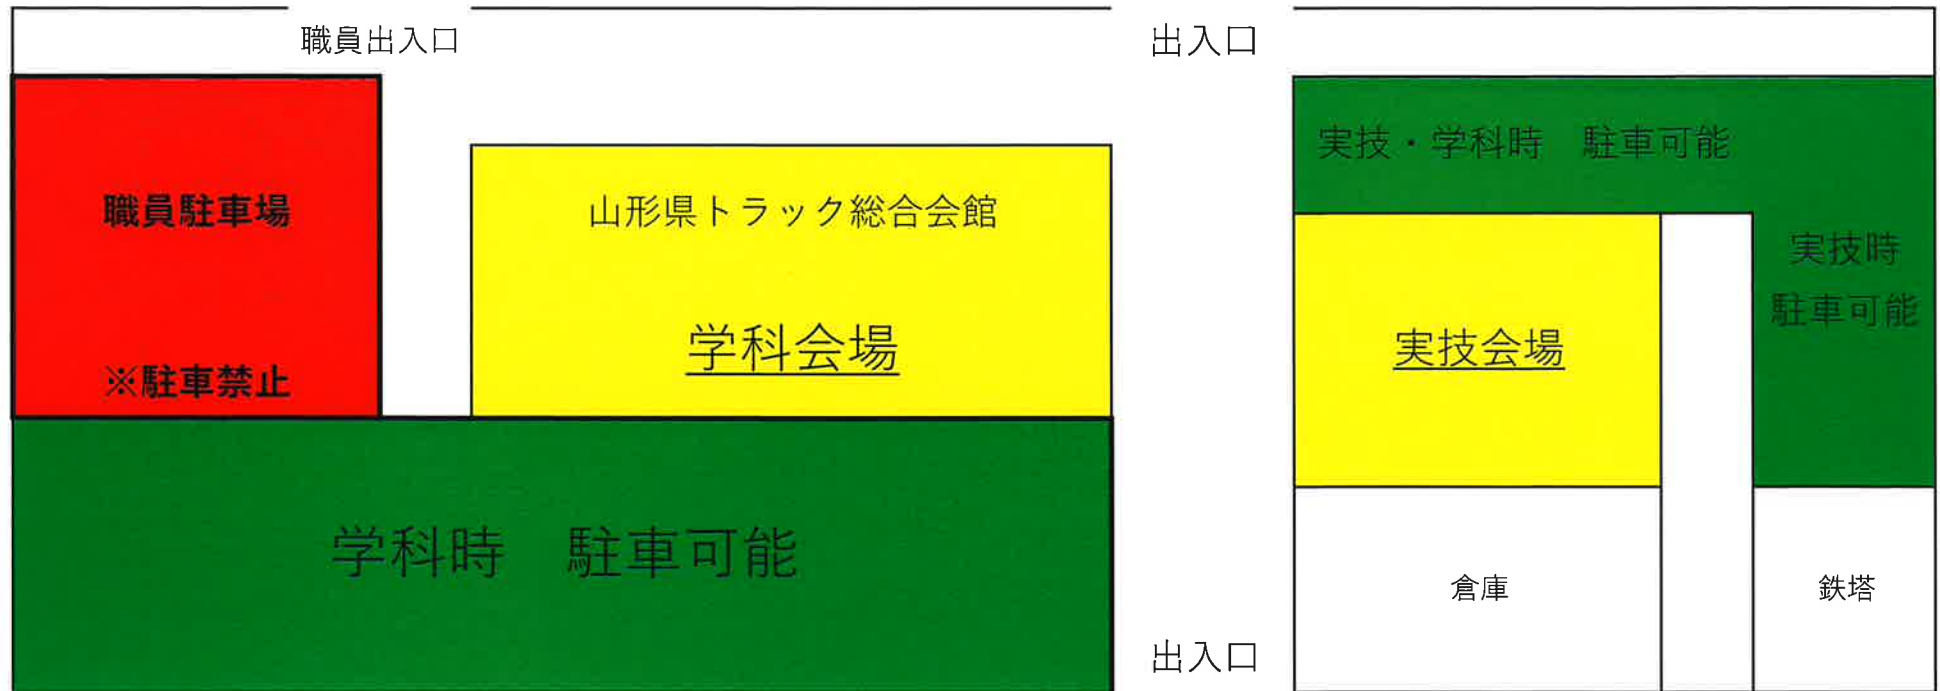 職員出入口
出入口
職員駐車場
※駐車禁止
山形県トラック総合会館
学科会場
実技・学科時　駐車可能
実技時
駐車可能
実技会場
学科時　駐車可能
倉庫
鉄塔
出入口